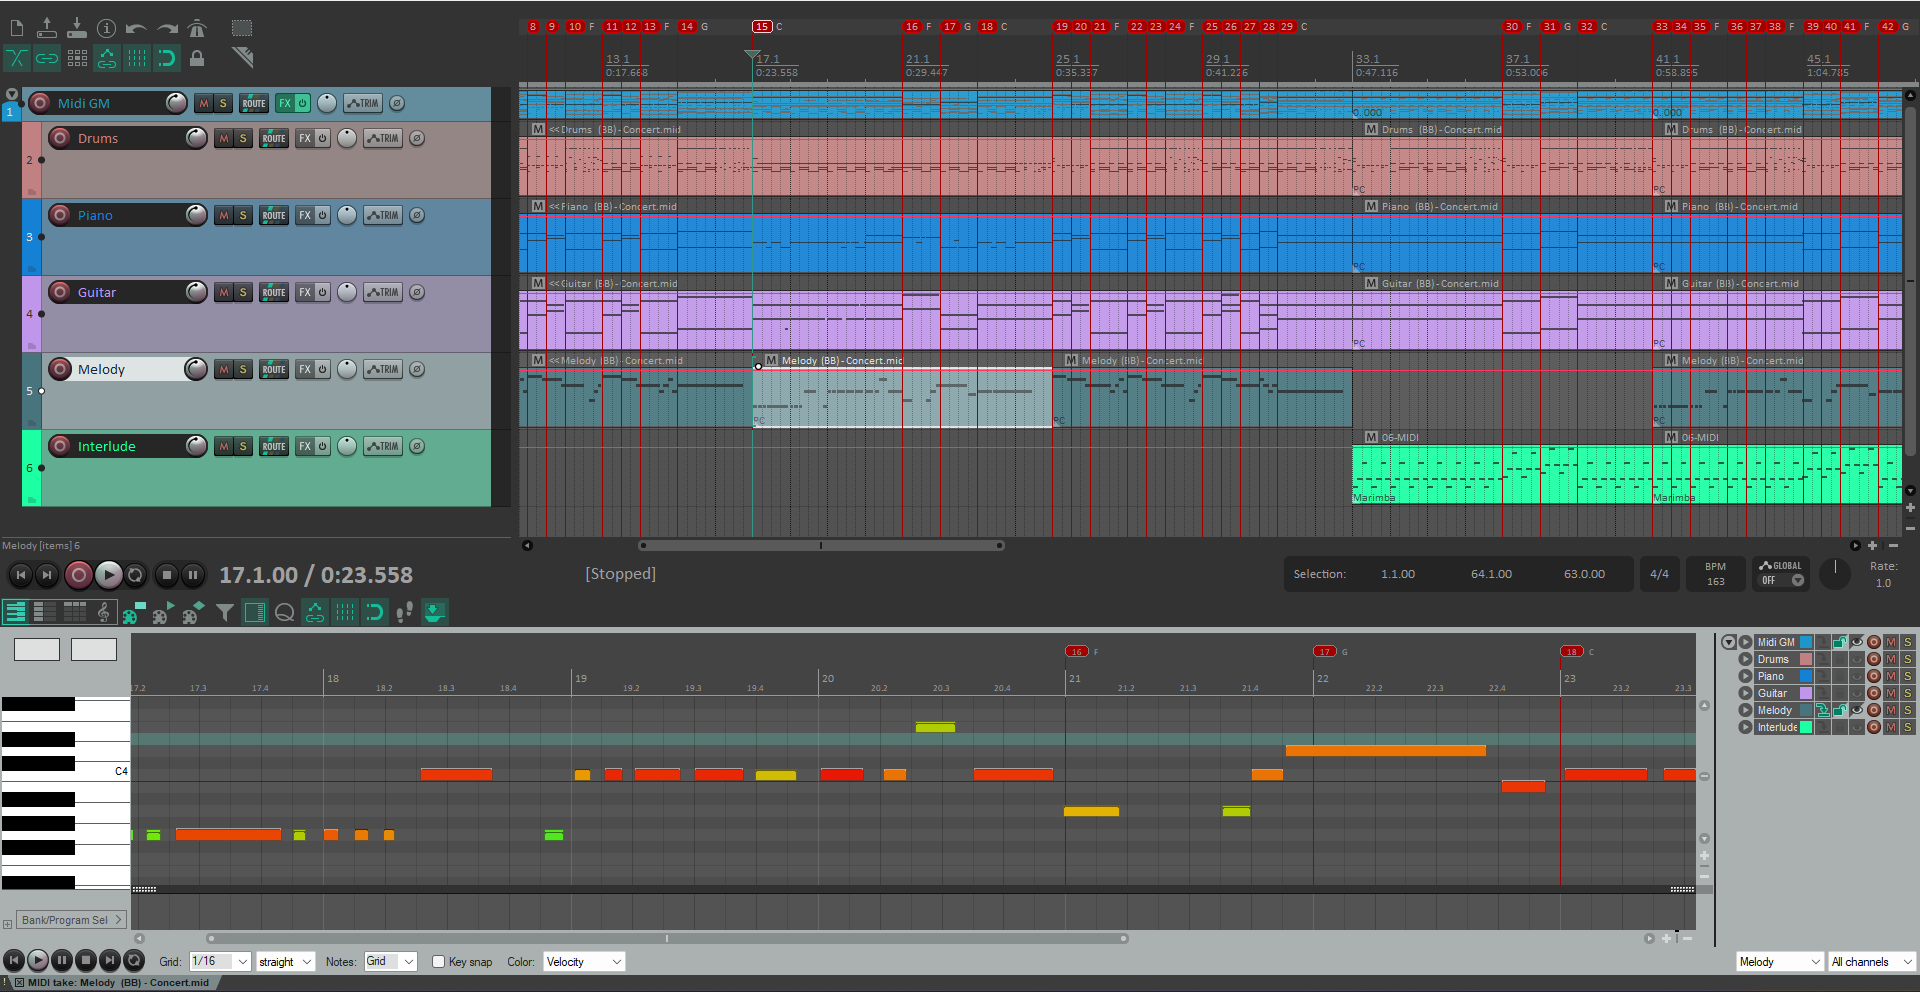 8 9 10 F 11 12 13 F 14 G 15 C 16 F 17 G 18 C 19 20 21 F 22 23 24 F 25 26 27 28 29 C 30 F 31 G 32 C 33 34 35 F 36 37 38 F 39 40 41 F 42 G
13.1 17.1 21.1 25.1 29.1 33.1 37.1 41.1 45.1
0:17.668 0:23.558 0:29.447 0:35.337 0:41.226 0:47.116 0:53.006 0:58.895 1:04.785
1 Midi GM M S ROUTE FX TRIM
Drums M S ROUTE FX TRIM
2
Piano M S ROUTE FX TRIM
3
Guitar M S ROUTE FX TRIM
4
Melody M S ROUTE FX TRIM
5
Interlude M S ROUTE FX TRIM
6
M <<Drums (BB)-Concert.mid M Drums (BB)-Concert.mid M Drums (BB)-Concert.mid
PC PC
M <<Piano (BB)-Concert.mid M Piano (BB)-Concert.mid M Piano (BB)-Concert.mid
PC PC
M <<Guitar (BB)-Concert.mid M Guitar (BB)-Concert.mid M Guitar (BB)-Concert.mid
PC PC
M <<Melody (BB)-Concert.mid M Melody (BB)-Concert.mid M Melody (BB)-Concert.mid M Melody (BB)-Concert.mid
PC PC PC
M 06-MIDI M 06-MIDI
Marimba Marimba
Melody [items] 6
17.1.00 / 0:23.558 [Stopped] Selection: 1.1.00 64.1.00 63.0.00 4/4 BPM 163 GLOBAL OFF Rate: 1.0
16 F 17 G 18 C
17.2 17.3 17.4 18 18.2 18.3 18.4 19 19.2 19.3 19.4 20 20.2 20.3 20.4 21 21.2 21.3 21.4 22 22.2 22.3 22.4 23 23.2 23.3
C4
Midi GM M S
Drums M S
Piano M S
Guitar M S
Melody M S
Interlude M S
Bank/Program Sel
Grid: 1/16 straight Notes: Grid Key snap Color: Velocity Melody All channels
MIDI take: Melody (BB) - Concert.mid